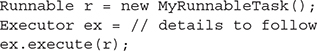 Runnable r = new MyRunnableTask();
Executor ex = // details to follow
ex.execute(r);